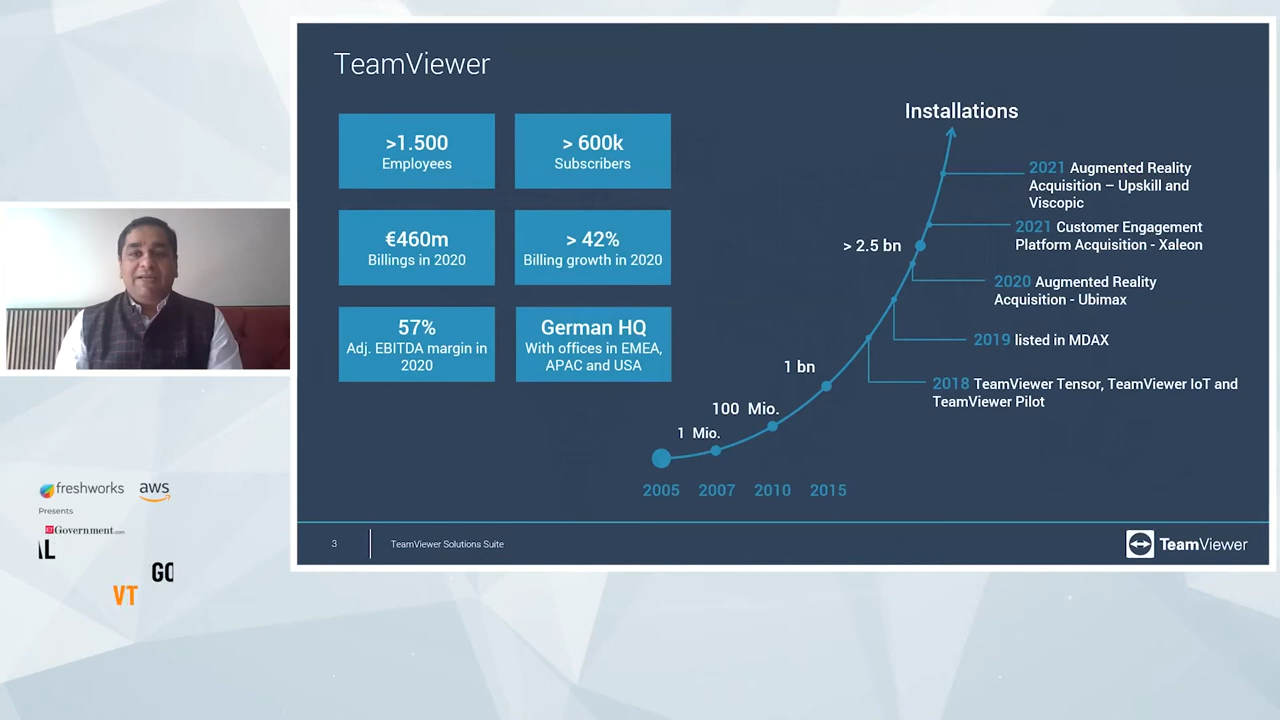 TeamViewer
>1.500
Employees
> 600k
Subscribers
€460m
Billings in 2020
> 42%
Billing growth in 2020
57%
Adj. EBITDA margin in
2020
German HQ
With offices in EMEA,
APAC and USA
Installations
2021 Augmented Reality
Acquisition – Upskill and
Viscopic
2021 Customer Engagement
Platform Acquisition - Xaleon
> 2.5 bn
2020 Augmented Reality
Acquisition - Ubimax
2019 listed in MDAX
1 bn
2018 TeamViewer Tensor, TeamViewer IoT and
TeamViewer Pilot
100 Mio.
1 Mio.
2005 2007 2010 2015
3
TeamViewer Solutions Suite
TeamViewer
freshworks aws
Presents
ETGovernment.com
AL
GO
VT